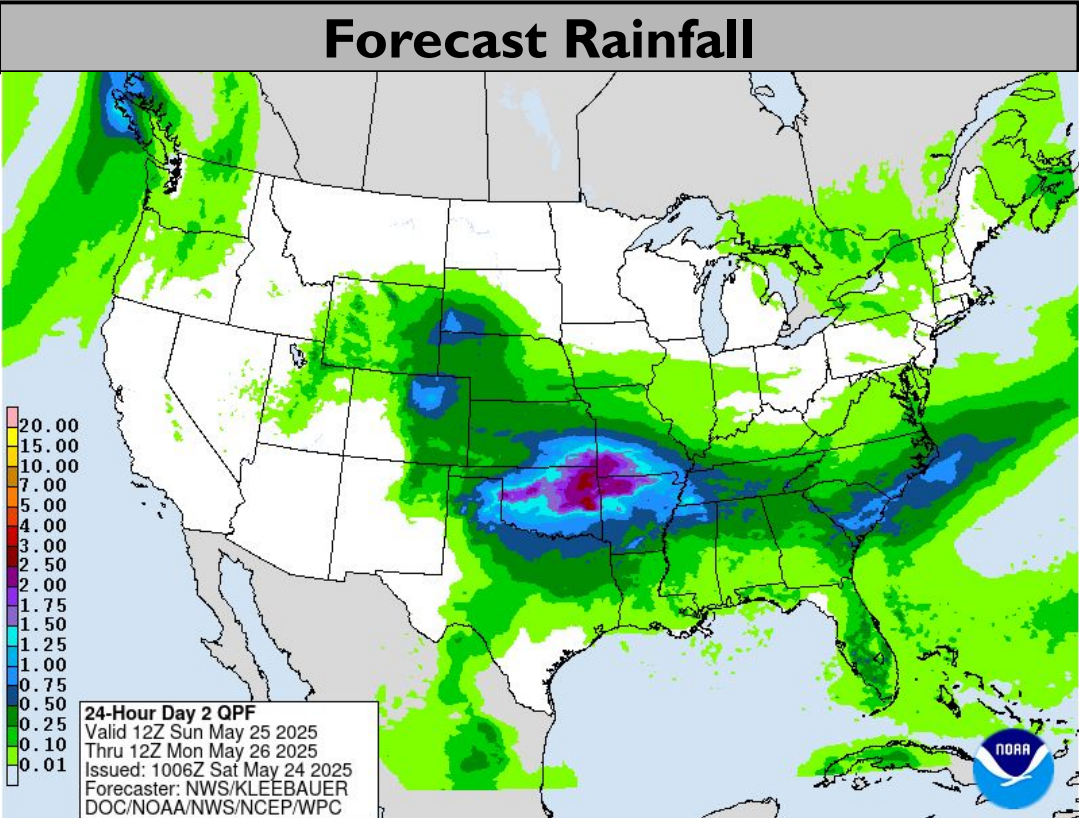 Forecast Rainfall
20.00
15.00
10.00
7.00
5.00
4.00
3.00
2.50
2.00
1.75
1.50
1.25
1.00
0.75
0.50
0.25
0.10
0.01
24-Hour Day 2 QPF
Valid 12Z Sun May 25 2025
Thru 12Z Mon May 26 2025
Issued: 1006Z Sat May 24 2025
Forecaster: NWS/KLEEBAUER
DOC/NOAA/NWS/NCEP/WPC
NOAA